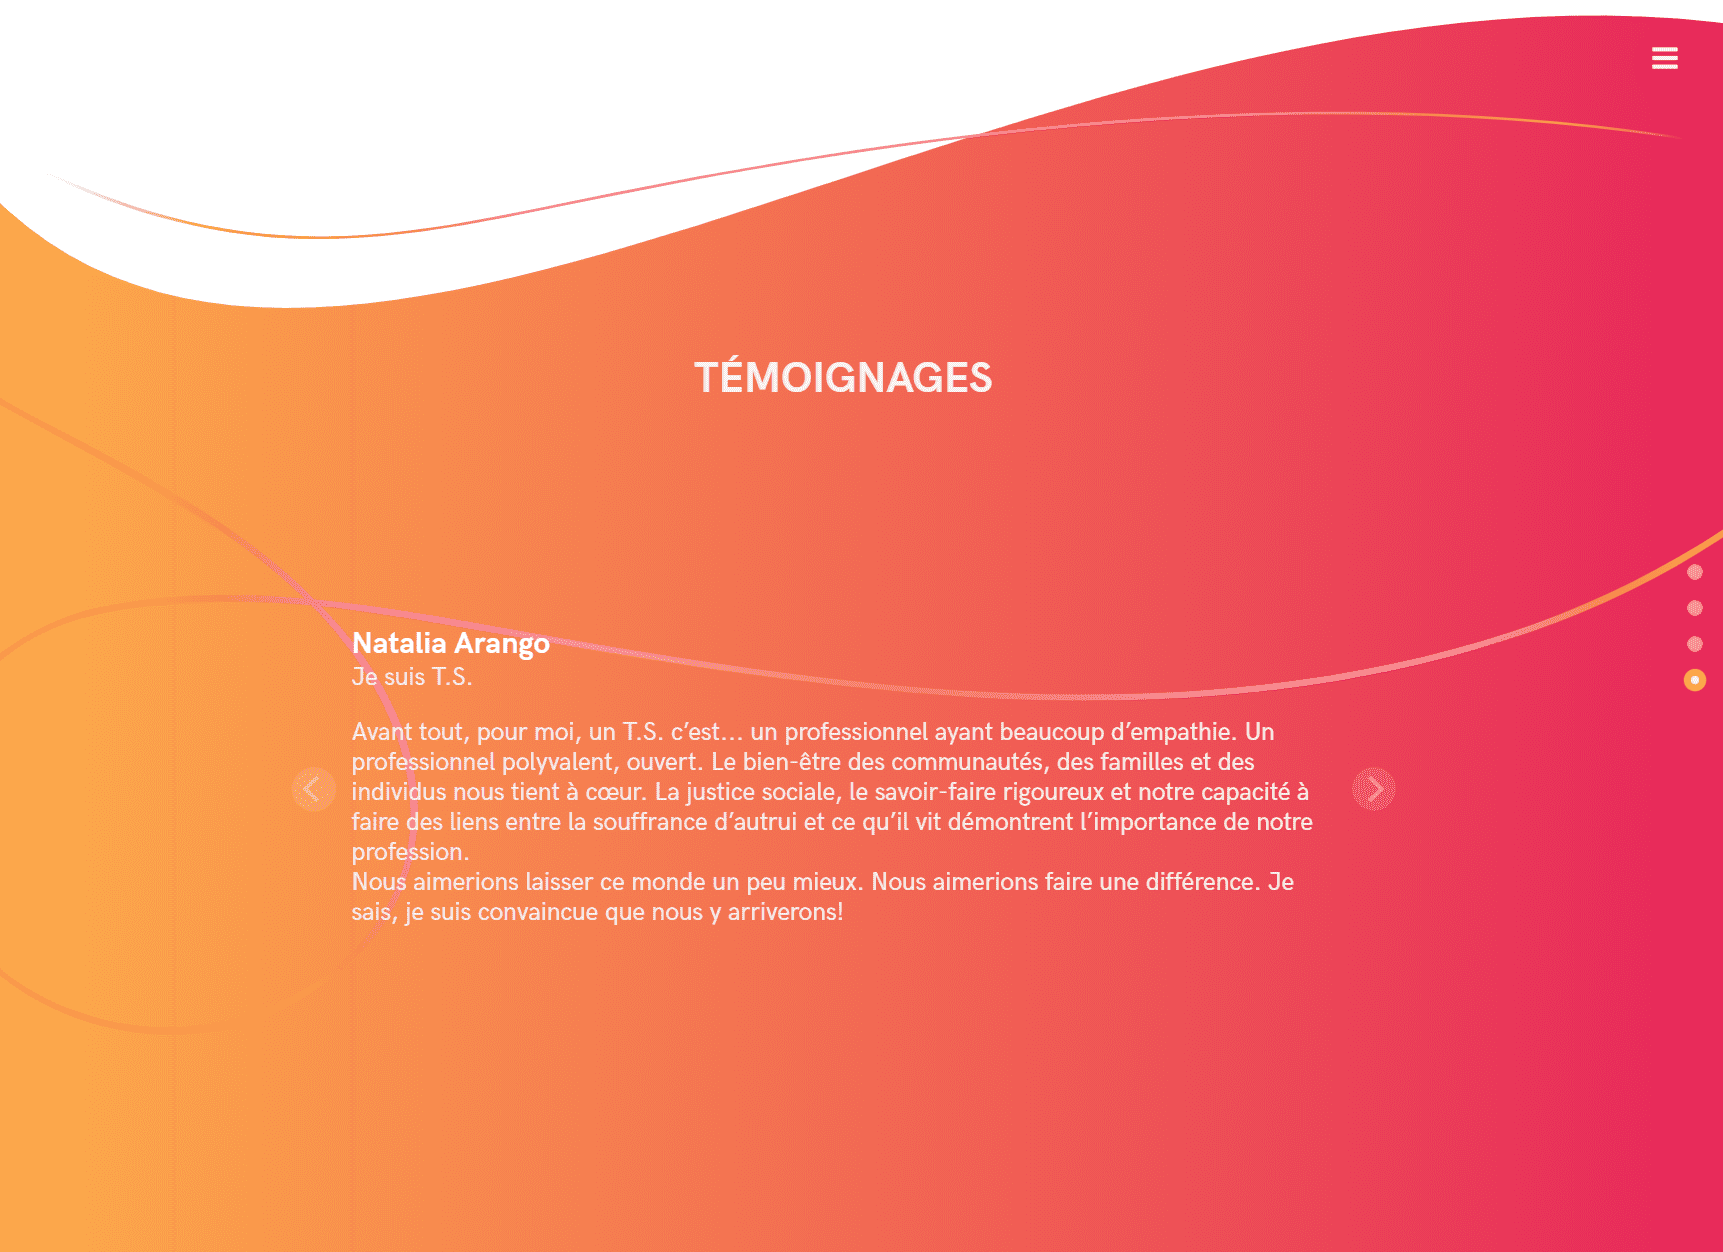 TÉMOIGNAGES
Natalia Arango
Je suis T.S.
Avant tout, pour moi, un T.S. c’est... un professionnel ayant beaucoup d’empathie. Un
professionnel polyvalent, ouvert. Le bien-être des communautés, des familles et des
individus nous tient à cœur. La justice sociale, le savoir-faire rigoureux et notre capacité à
faire des liens entre la souffrance d’autrui et ce qu’il vit démontrent l’importance de notre
profession.
Nous aimerions laisser ce monde un peu mieux. Nous aimerions faire une différence. Je
sais, je suis convaincue que nous y arriverons!